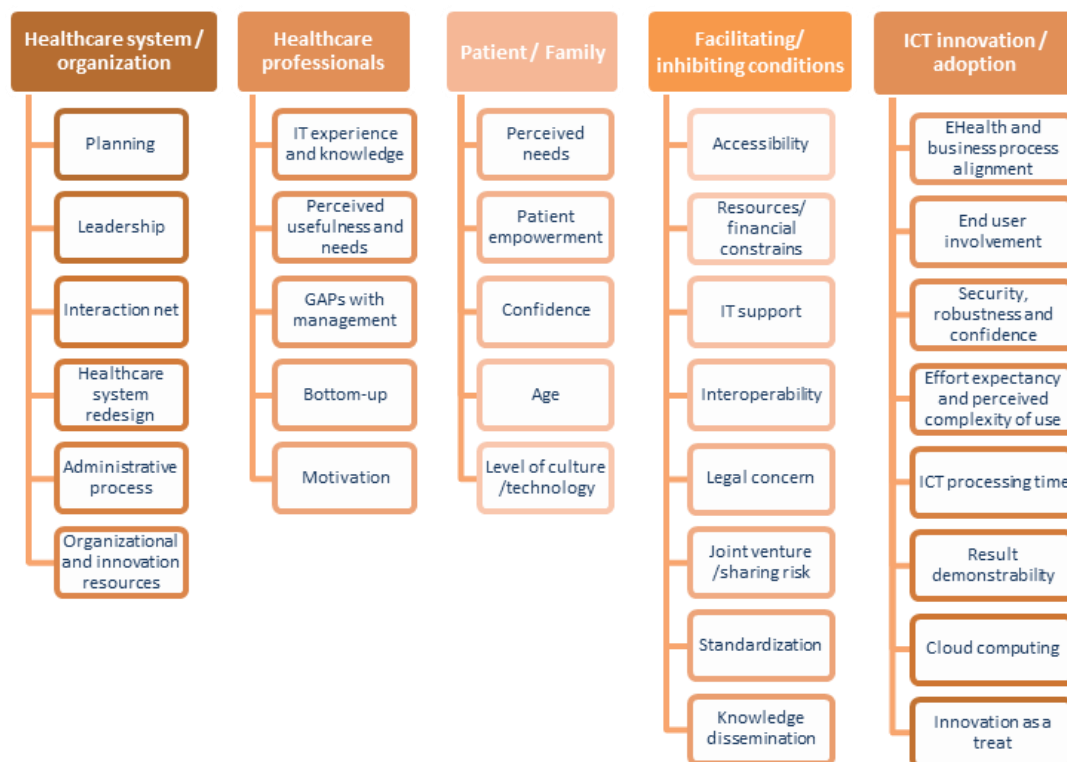 Healthcare system /
organization
Planning
Leadership
Interaction net
Healthcare
system
redesign
Administrative
process
Organizational
and innovation
resources
Healthcare
professionals
IT experience
and knowledge
Perceived
usefulness and
needs
GAPs with
management
Bottom-up
Motivation
Patient / Family
Perceived
needs
Patient
empowerment
Confidence
Age
Level of culture
/technology
Facilitating/
inhibiting conditions
Accessibility
Resources/
financial
constrains
IT support
Interoperability
Legal concern
Joint venture
/sharing risk
Standardization
Knowledge
dissemination
ICT innovation /
adoption
EHealth and
business process
alignment
End user
involvement
Security,
robustness and
confidence
Effort expectancy
and perceived
complexity of use
ICT processing time
Result
demonstrability
Cloud computing
Innovation as a
treat